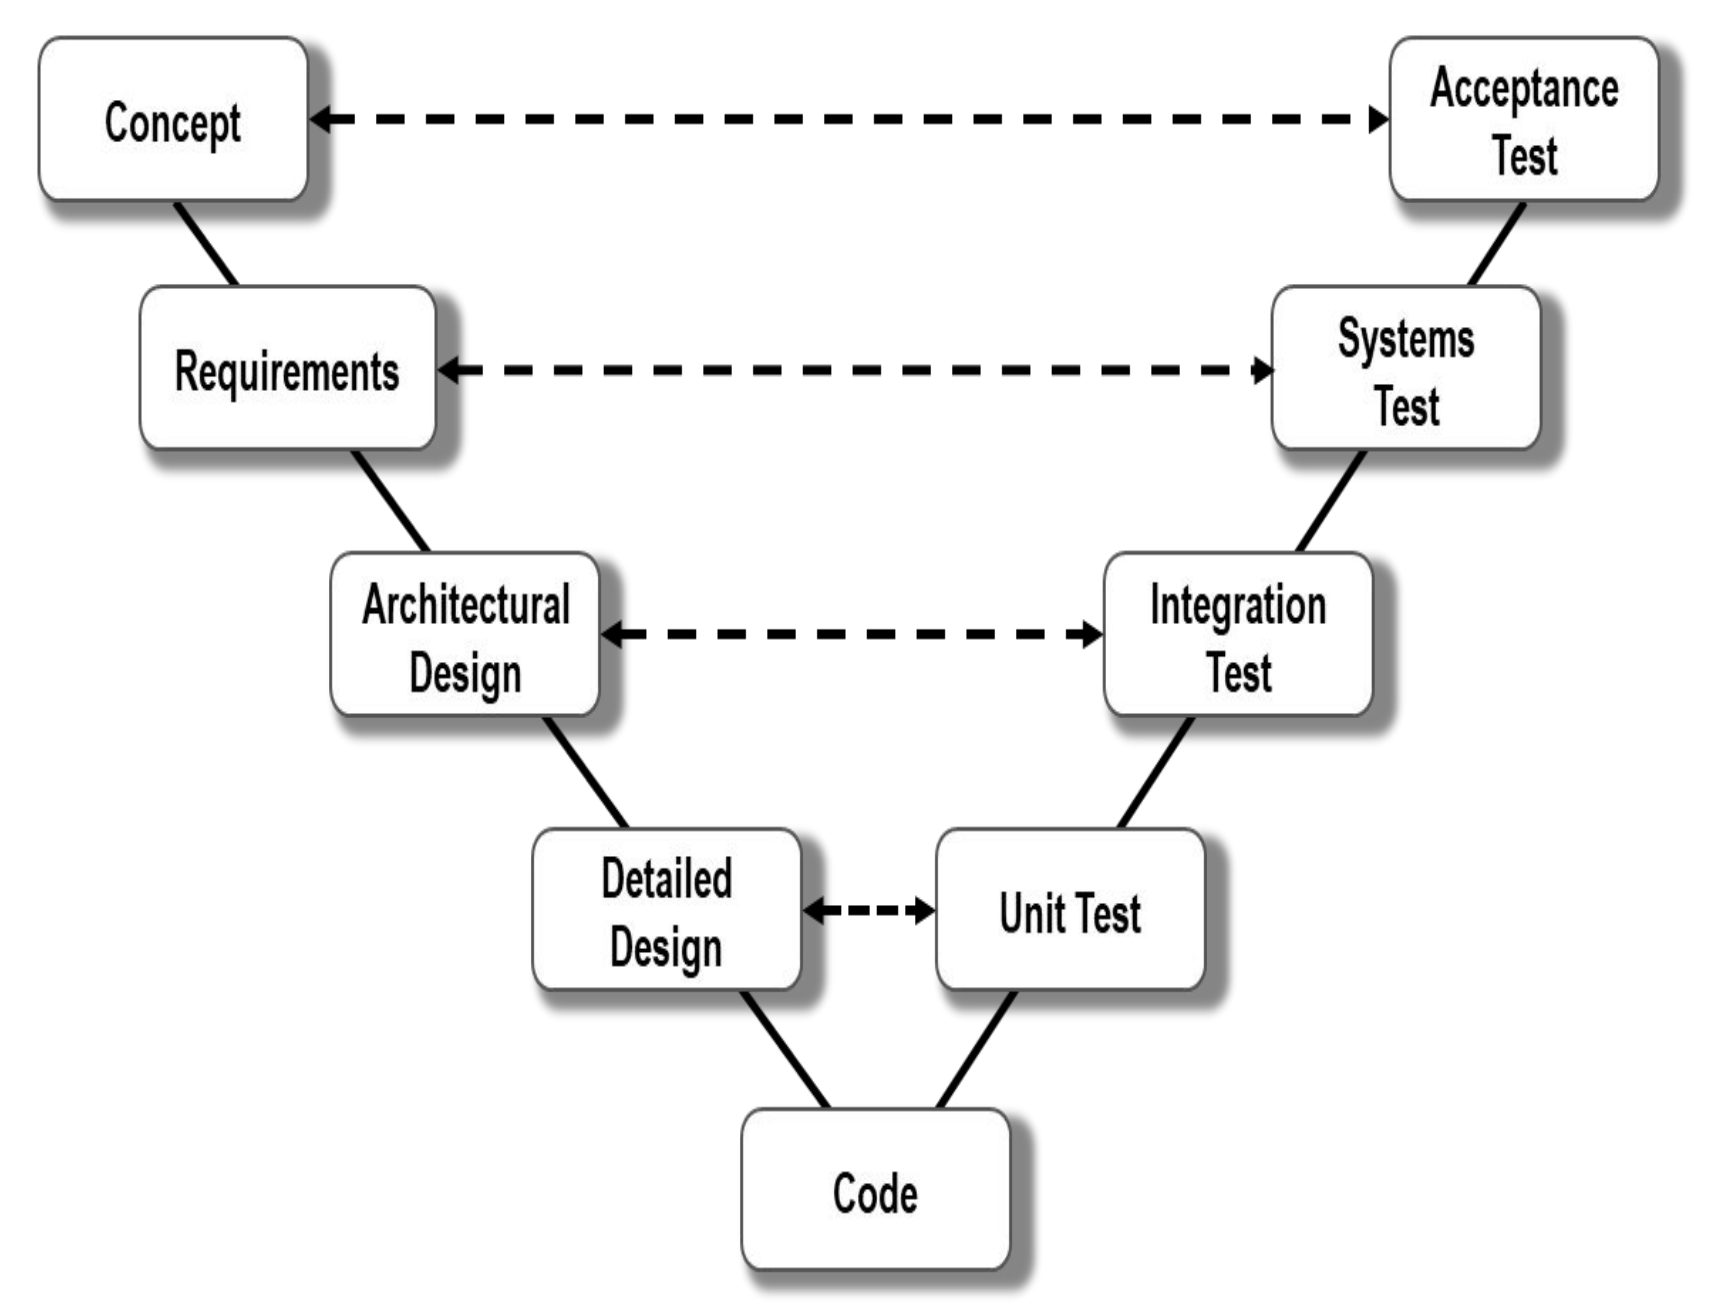 Concept
Acceptance
Test
Requirements
Systems
Test
Architectural
Design
Integration
Test
Detailed
Design
Unit Test
Code